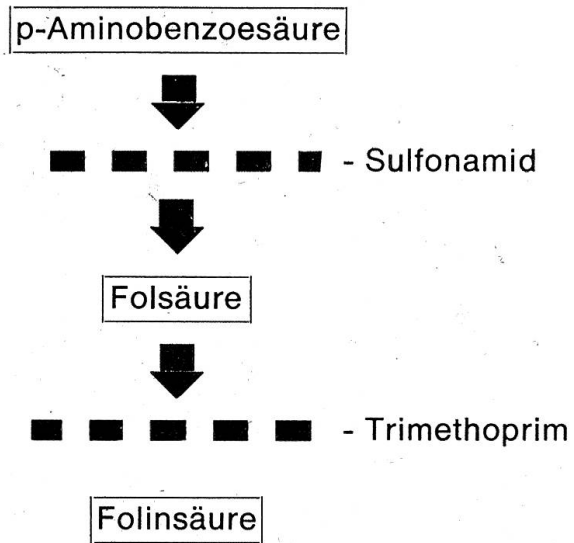 p-Aminobenzoesäure
- Sulfonamid
Folsäure
- Trimethoprim
Folinsäure